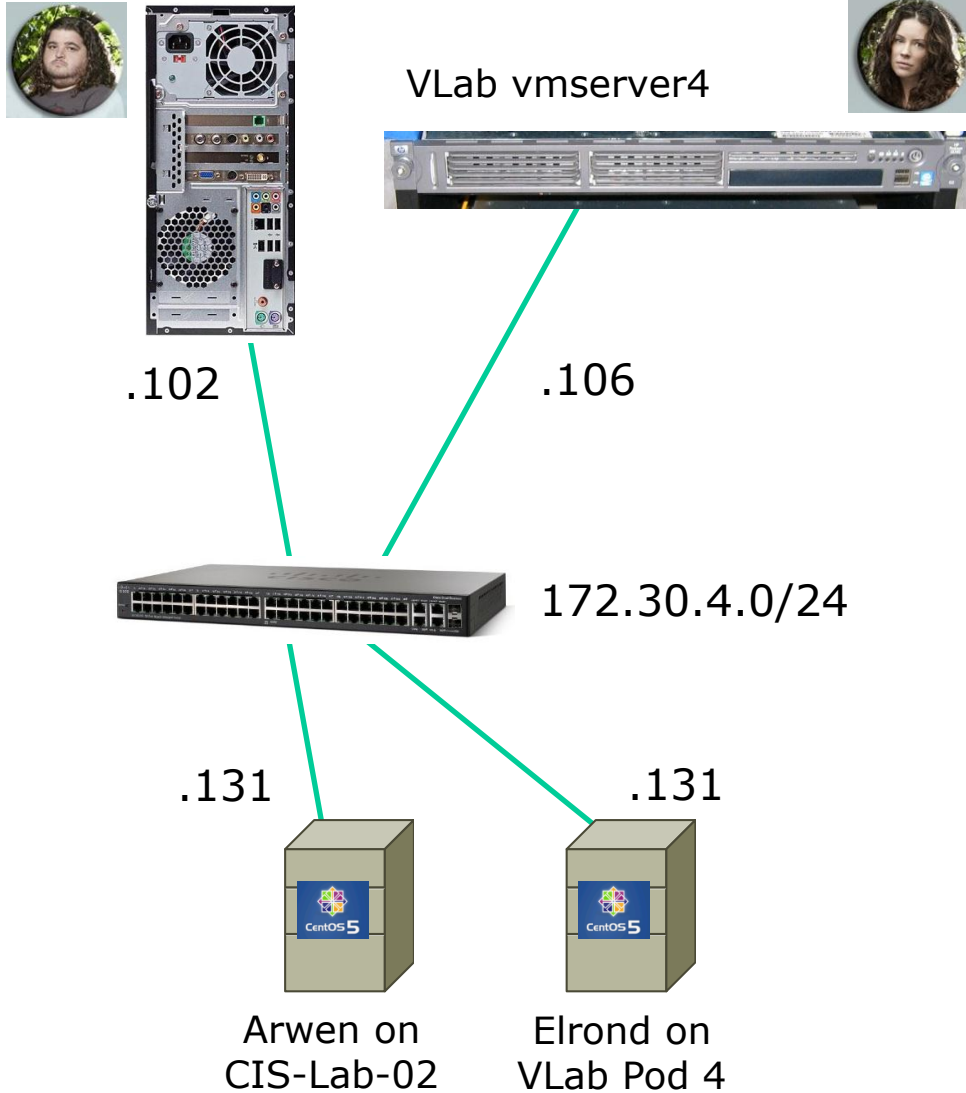 VLab vmserver4
.102
.106
172.30.4.0/24
.131
.131
CentOS 5
CentOS 5
Arwen on
CIS-Lab-02
Elrond on
VLab Pod 4